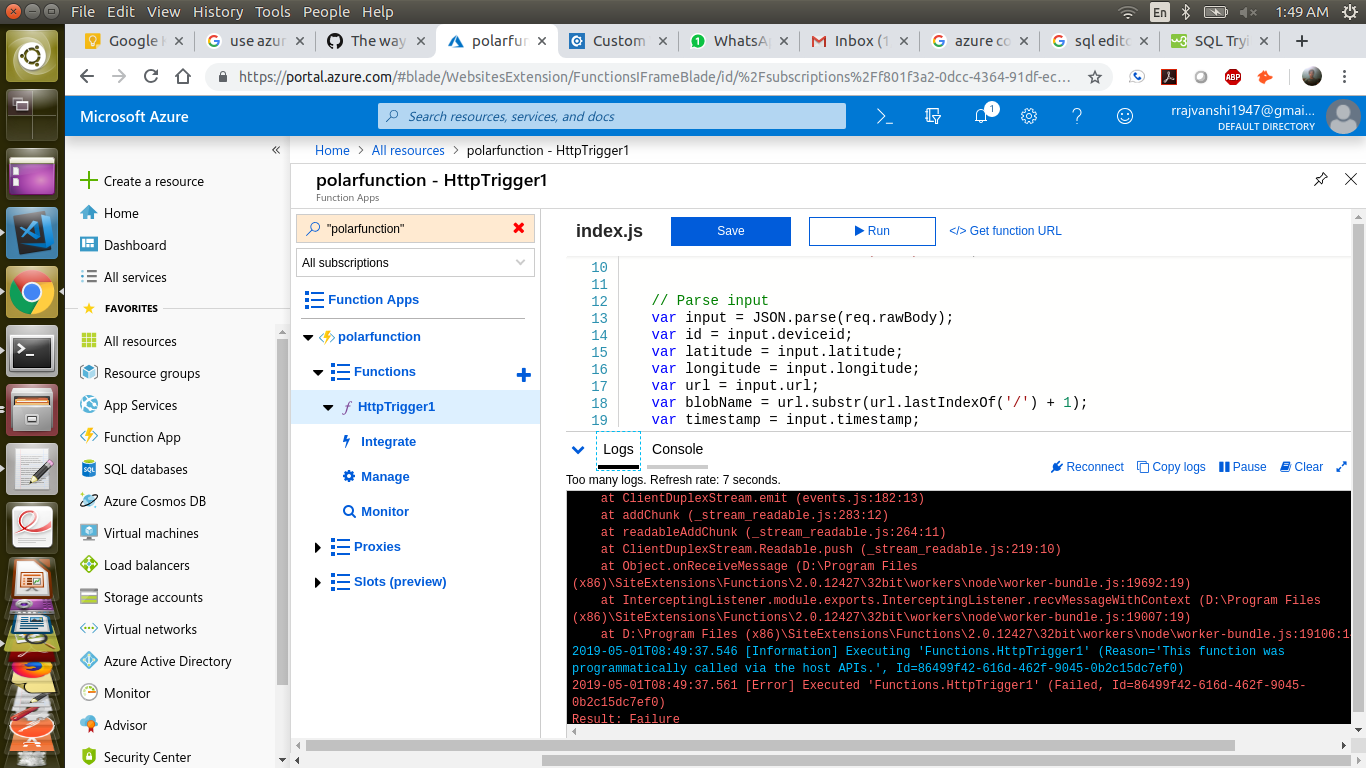 File Edit View History Tools People Help
En
1:49 AM
Google
use azur
The way
polarfun
Custom
WhatsA
Inbox (1
azure co
sql edito
SQL Tryi
https://portal.azure.com/#blade/WebsitesExtension/FunctionsIFrameBlade/id/%2Fsubscriptions%2Ff801f3a2-0dcc-4364-91df-ec...
ABP
Microsoft Azure
Search resources, services, and docs
1
rrajvanshi1947@gmai...
DEFAULT DIRECTORY
«
Create a resource
Home
Dashboard
All services
FAVORITES
All resources
Resource groups
App Services
Function App
SQL databases
Azure Cosmos DB
Virtual machines
Load balancers
Storage accounts
Virtual networks
Azure Active Directory
Monitor
Advisor
Security Center
Home > All resources > polarfunction - HttpTrigger1
polarfunction - HttpTrigger1
Function Apps
"polarfunction"
All subscriptions
Function Apps
polarfunction
Functions
HttpTrigger1
Integrate
Manage
Monitor
Proxies
Slots (preview)
index.js
Save
Run
</> Get function URL
10
11
12 // Parse input
13 var input = JSON.parse(req.rawBody);
14 var id = input.deviceid;
15 var latitude = input.latitude;
16 var longitude = input.longitude;
17 var url = input.url;
18 var blobName = url.substr(url.lastIndexOf('/') + 1);
19 var timestamp = input.timestamp;
Logs
Console
Reconnect
Copy logs
Pause
Clear
Too many logs. Refresh rate: 7 seconds.
at ClientDuplexStream.emit (events.js:182:13)
at addChunk (_stream_readable.js:283:12)
at readableAddChunk (_stream_readable.js:264:11)
at ClientDuplexStream.Readable.push (_stream_readable.js:219:10)
at Object.onReceiveMessage (D:\Program Files
(x86)\SiteExtensions\Functions\2.0.12427\32bit\workers\node\worker-bundle.js:19692:19)
at InterceptingListener.module.exports.InterceptingListener.recvMessageWithContext (D:\Program Files
(x86)\SiteExtensions\Functions\2.0.12427\32bit\workers\node\worker-bundle.js:19007:19)
at D:\Program Files (x86)\SiteExtensions\Functions\2.0.12427\32bit\workers\node\worker-bundle.js:19106:1
2019-05-01T08:49:37.546 [Information] Executing 'Functions.HttpTrigger1' (Reason='This function was
programmatically called via the host APIs.', Id=86499f42-616d-462f-9045-0b2c15dc7ef0)
2019-05-01T08:49:37.561 [Error] Executed 'Functions.HttpTrigger1' (Failed, Id=86499f42-616d-462f-9045-
0b2c15dc7ef0)
Result: Failure